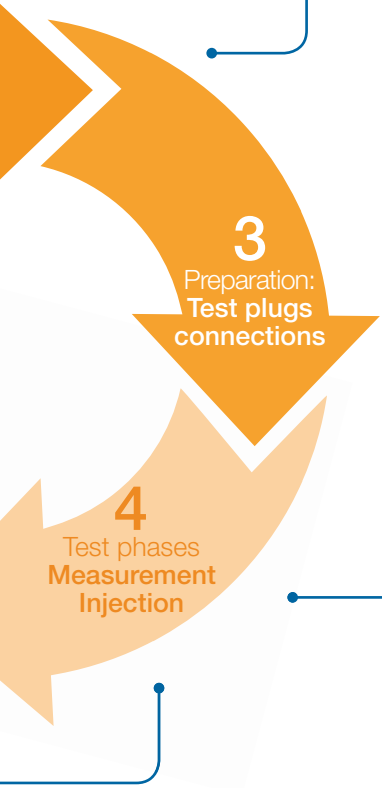 3
Preparation:
Test plugs
connections
4
Test phases
Measurement
Injection